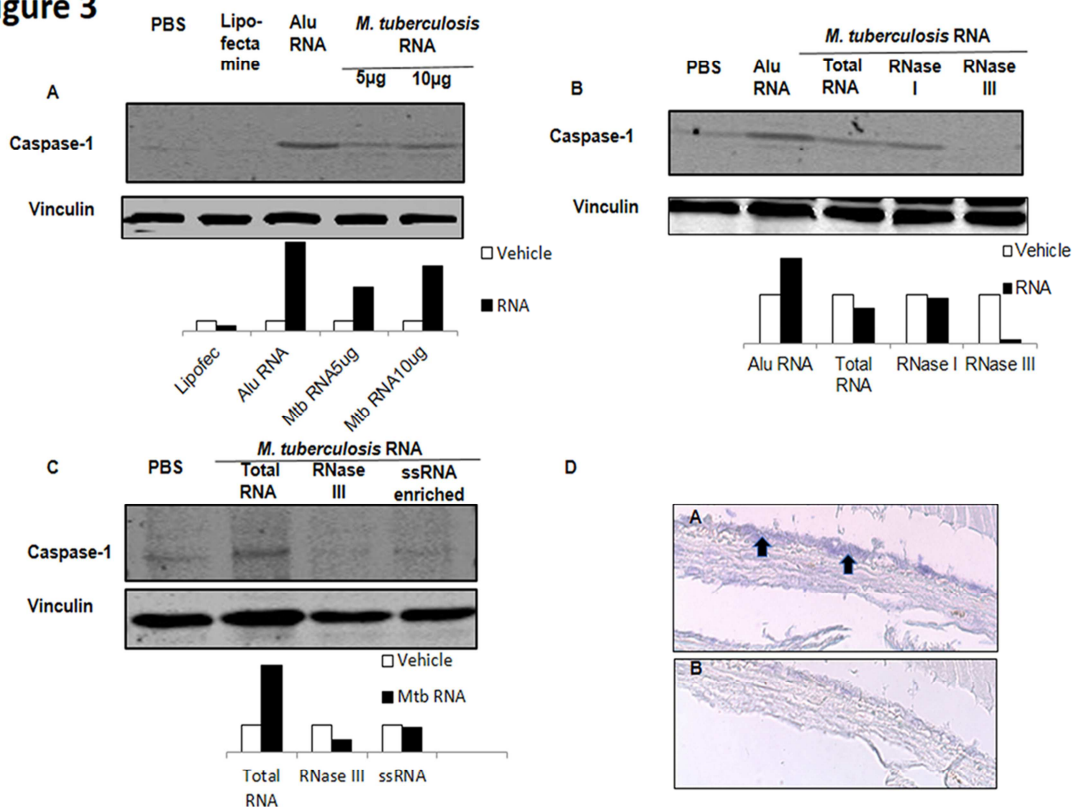 igure 3
PBS
Lipo-
fecta
mine
Alu
RNA
M. tuberculosis
RNA
5µg 10µg
A
Caspase-1
Vinculin
Vehicle
RNA
Lipofec
Alu RNA
Mtb RNA5ug
Mtb RNA10ug
M. tuberculosis RNA
PBS
Alu
RNA
Total
RNA
RNase
I
RNase
III
B
Caspase-1
Vinculin
Vehicle
RNA
Alu RNA
Total
RNA
RNase I
RNase III
C
PBS
M. tuberculosis RNA
Total
RNA
RNase
III
ssRNA
enriched
Caspase-1
Vinculin
Vehicle
Mtb RNA
Total
RNA
RNase III
ssRNA
D
A
B